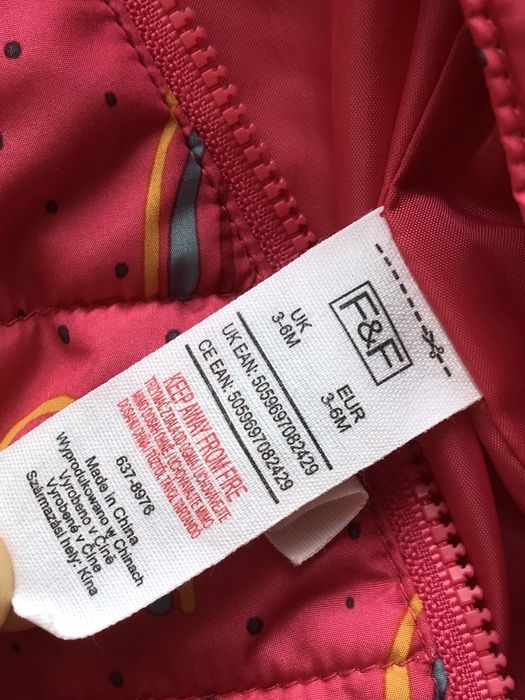 F&F
UK
3-6M
EUR
3-6M
UK EAN: 5059697082429
CE EAN: 5059697082429
KEEP AWAY FROM FIRE
637-8976
Made in China
Wyprodukowano w Chinach
Vyrobeno v Číně
Vyrobené v Číne
Származási hely: Kína